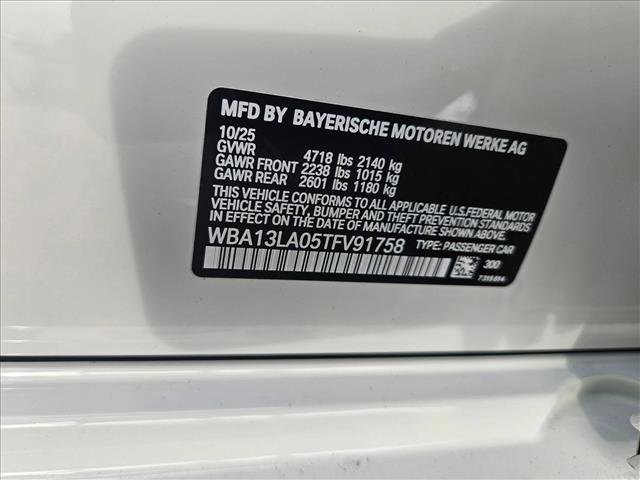 MFD BY BAYERISCHE MOTOREN WERKE AG
10/25
GVWR 4718 lbs 2140 kg
GAWR FRONT 2238 lbs 1015 kg
GAWR REAR 2601 lbs 1180 kg
THIS VEHICLE CONFORMS TO ALL APPLICABLE U.S.FEDERAL MOTOR
VEHICLE SAFETY, BUMPER, AND THEFT PREVENTION STANDARDS
IN EFFECT ON THE DATE OF MANUFACTURE SHOWN ABOVE.
WBA13LA05TFV91758 TYPE: PASSENGER CAR
300